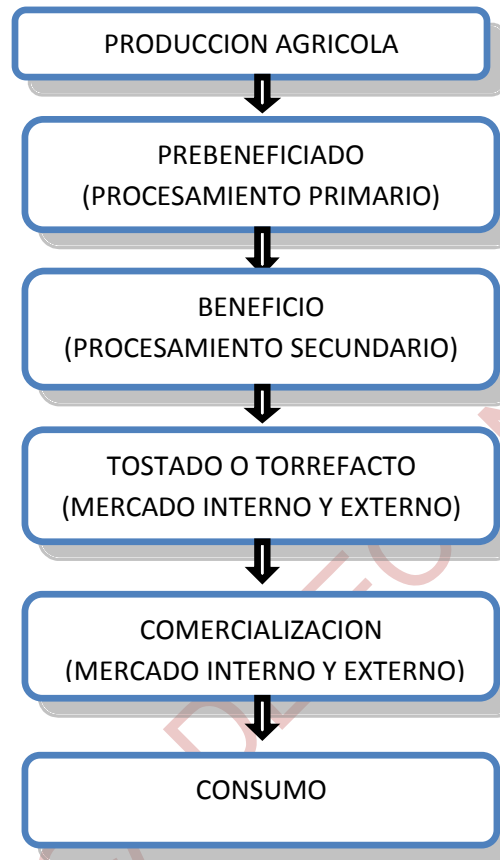 PRODUCCION AGRICOLA
PREBENEFICIADO
(PROCESAMIENTO PRIMARIO)
BENEFICIO
(PROCESAMIENTO SECUNDARIO)
TOSTADO O TORREFACTO
(MERCADO INTERNO Y EXTERNO)
COMERCIALIZACION
(MERCADO INTERNO Y EXTERNO)
CONSUMO